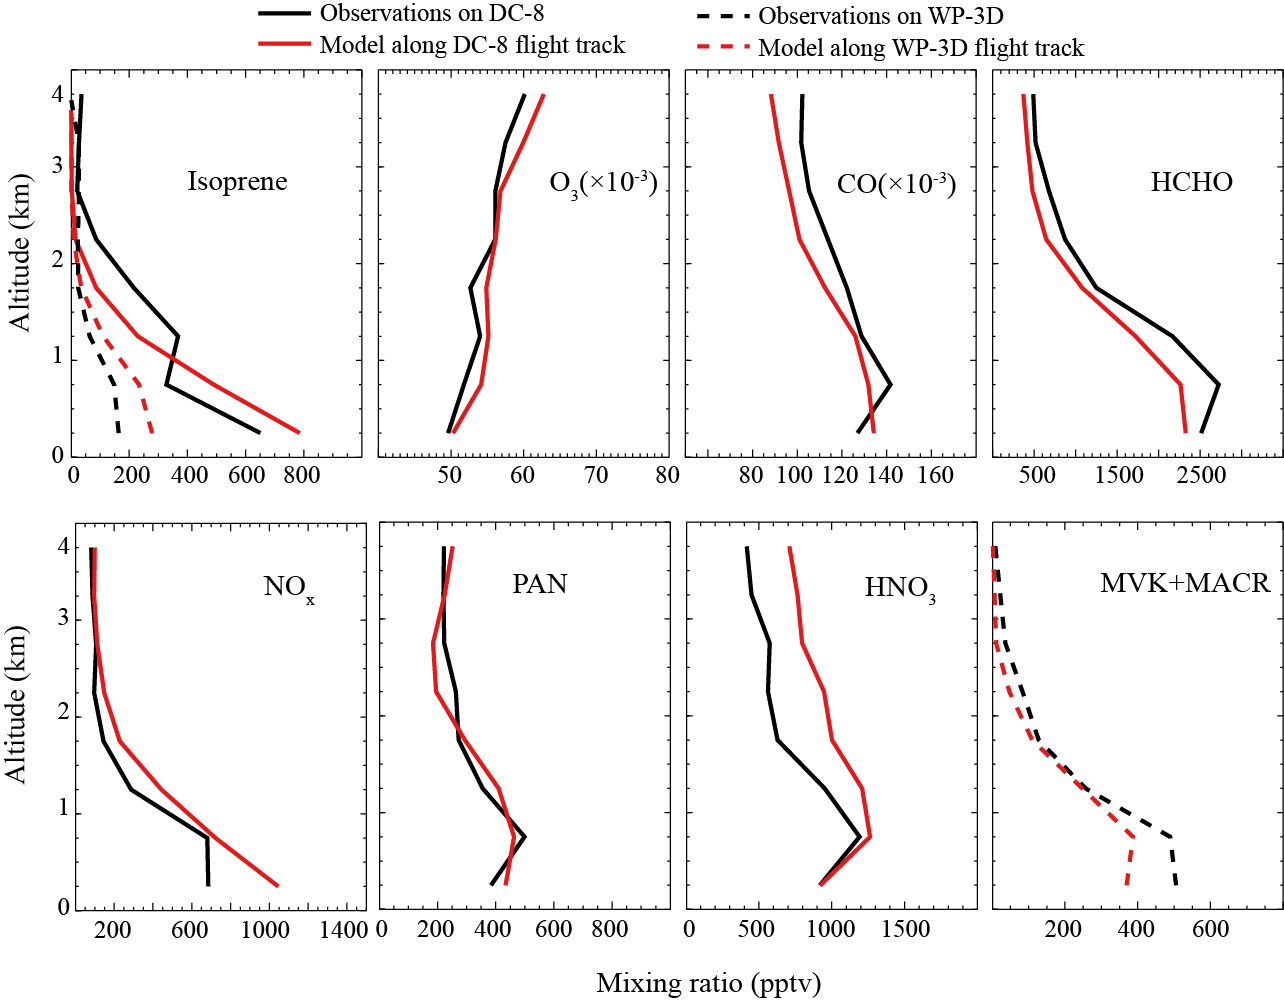 Observations on DC-8
Observations on WP-3D
Model along DC-8 flight track
Model along WP-3D flight track
Altitude (km)
4
3
2
1
0
Isoprene
O3(×10-3)
CO(×10-3)
HCHO
0 200 400 600 800
50 60 70 80
80 100 120 140 160
500 1500 2500
Altitude (km)
4
3
2
1
0
NOx
PAN
HNO3
MVK+MACR
200 600 1000 1400
0 200 400 600 800
0 500 1000 1500
200 400 600
Mixing ratio (pptv)